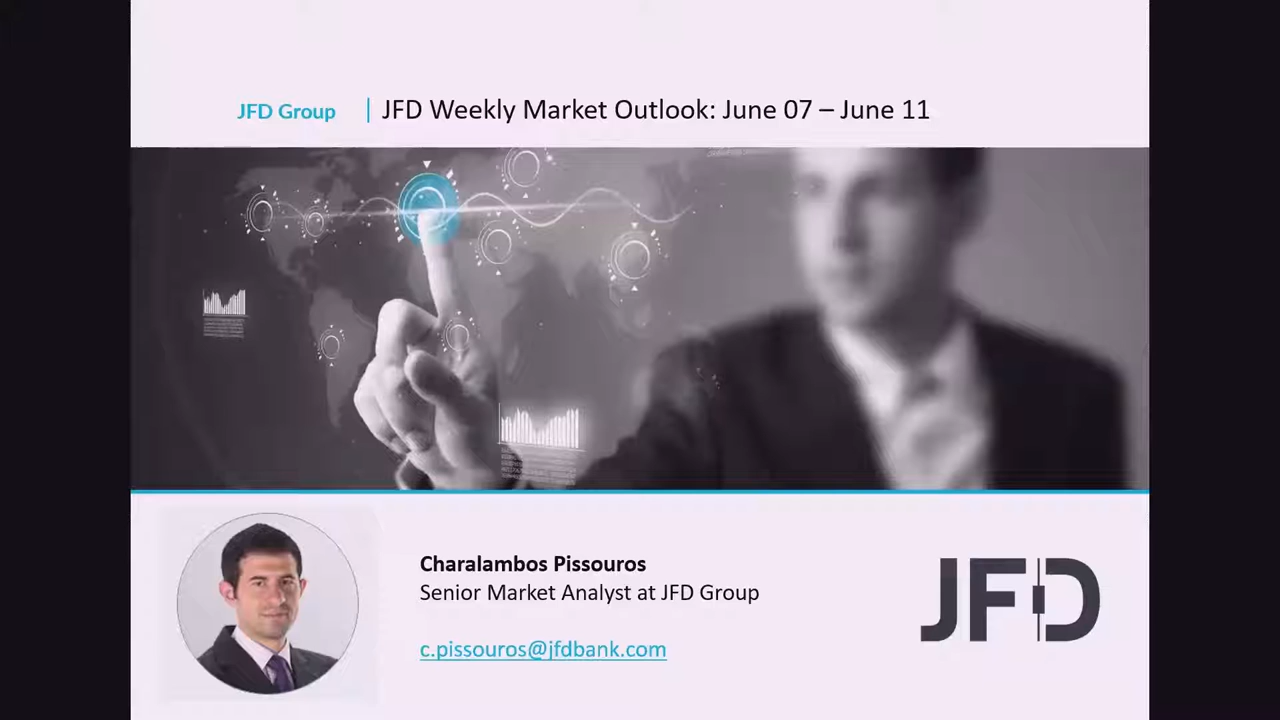 JFD Group
JFD Weekly Market Outlook: June 07 – June 11
Charalambos Pissouros
Senior Market Analyst at JFD Group
c.pissouros@jfdbank.com
JFD